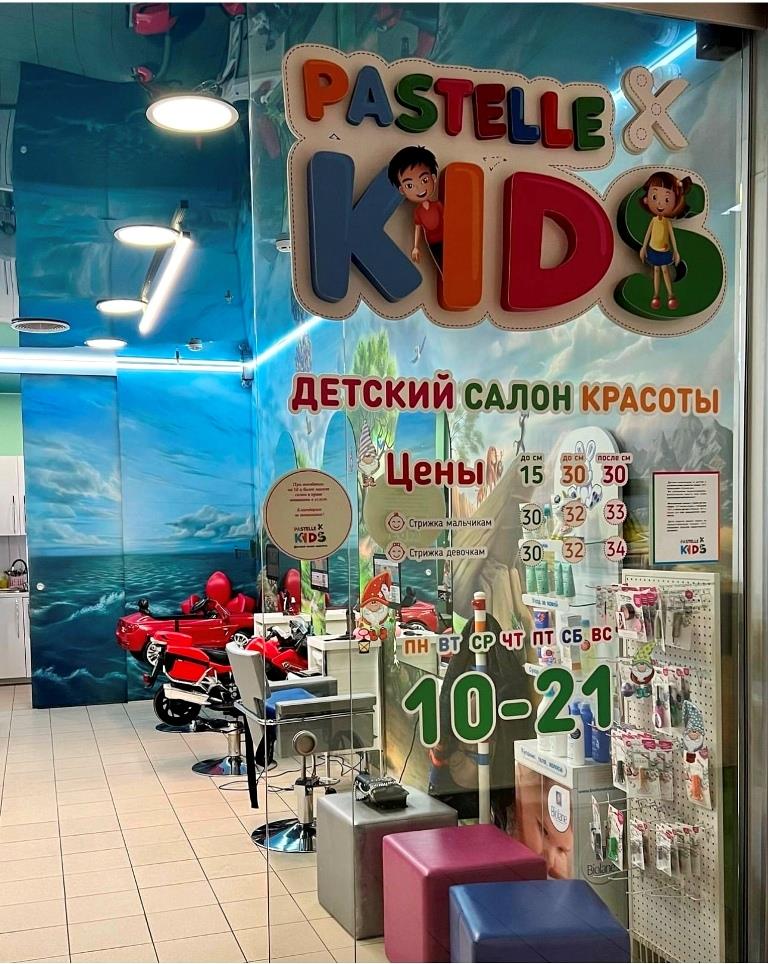 PASTELLE
KIDS
ДЕТСКИЙ САЛОН КРАСОТЫ
Цены
до см до см после см
15 30 30
Стрижка мальчикам 30 32 33
Стрижка девочкам 30 32 34
PASTELLE
KIDS
PASTELLE
KIDS
ПН-ВТ СР ЧТ ПТ СБ ВС
10-21
Biolane
Biolane